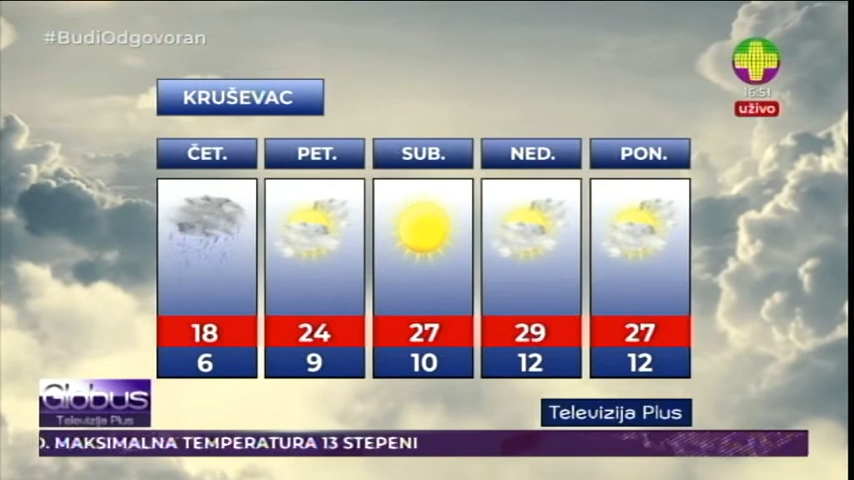 #BudiOdgovoran
16:51
uživo
KRUŠEVAC
ČET. PET. SUB. NED. PON.
18 24 27 29 27
6 9 10 12 12
Globus
Televizija Plus
Televizija Plus
O. MAKSIMALNA TEMPERATURA 13 STEPENI